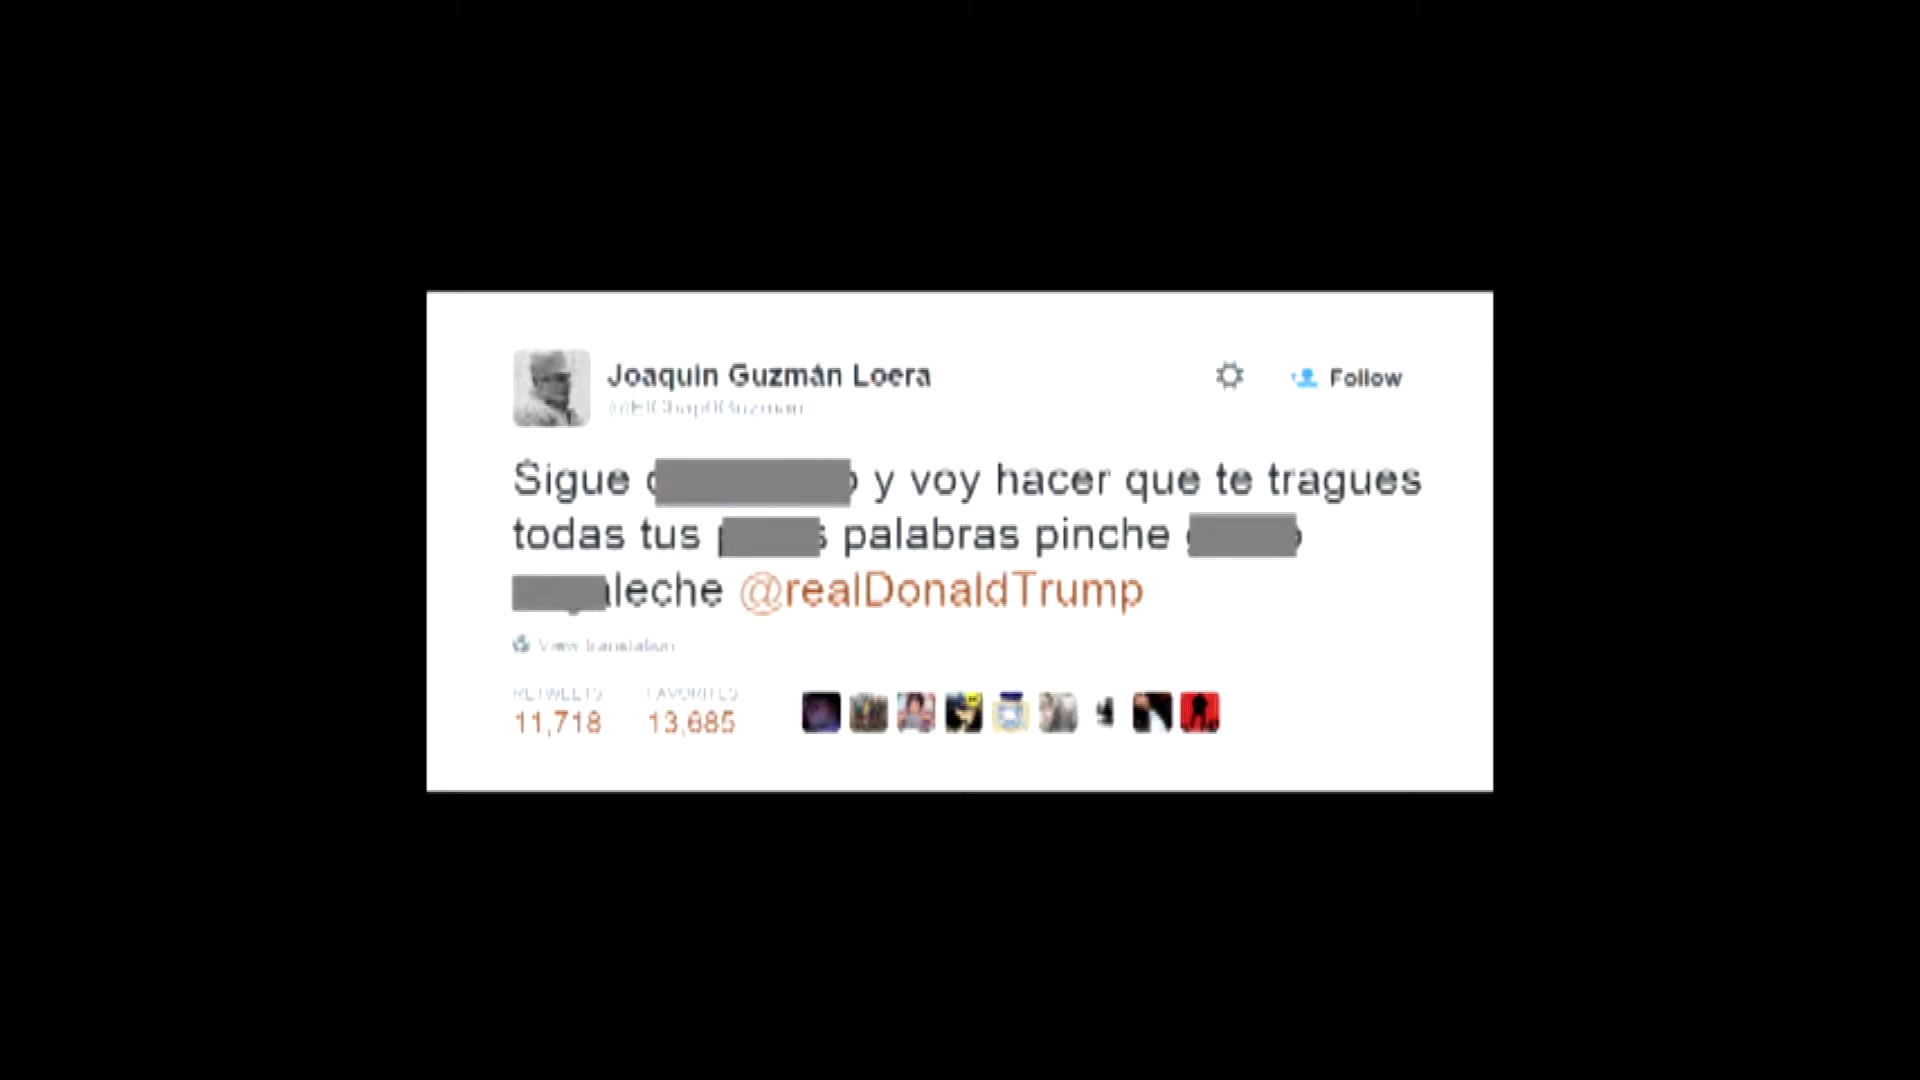 Joaquin Guzmán Loera
@ElChap0Guzman
Follow
Sigue y voy hacer que te tragues
todas tus palabras pinche
leche @realDonaldTrump
View translation
RETWEETS FAVORITES
11,718 13,685